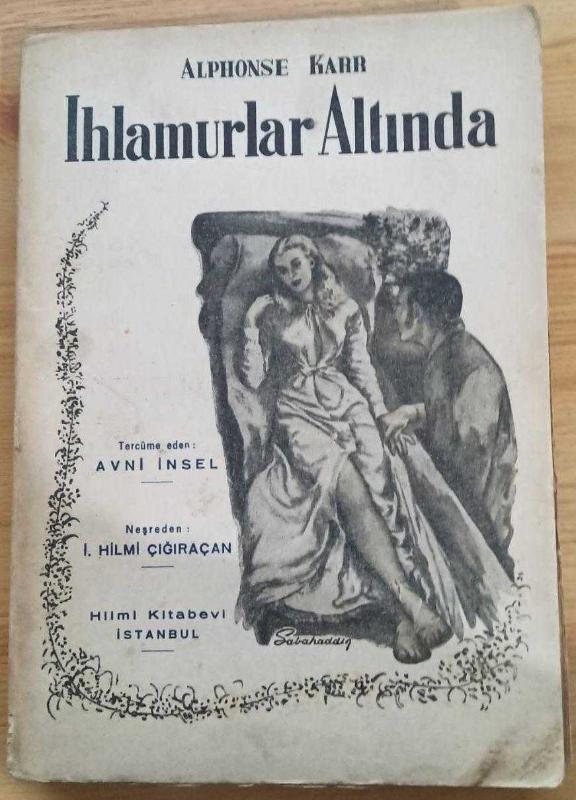 ALPHONSE KARR
Ihlamurlar Altında
Tercüme eden:
AVNİ İNSEL
Neşreden:
İ. HİLMİ ÇIĞIRAÇAN
Hilmi Kitabevi
İSTANBUL
Sabahaddin